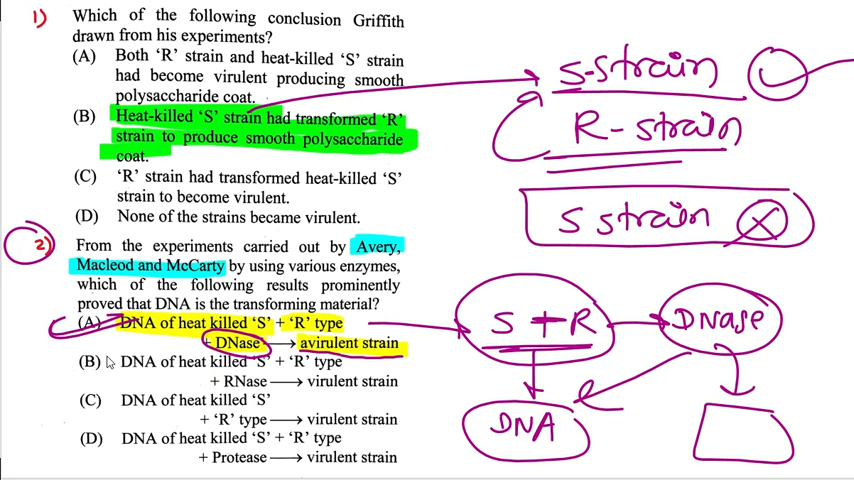 1) Which of the following conclusion Griffith
drawn from his experiments?
(A) Both ‘R’ strain and heat-killed ‘S’ strain
had become virulent producing smooth
polysaccharide coat.
(B) Heat-killed ‘S’ strain had transformed ‘R’
strain to produce smooth polysaccharide
coat.
(C) ‘R’ strain had transformed heat-killed ‘S’
strain to become virulent.
(D) None of the strains became virulent.
2) From the experiments carried out by Avery,
Macleod and McCarty by using various enzymes,
which of the following results prominently
proved that DNA is the transforming material?
(A) DNA of heat killed ‘S’ + ‘R’ type
+ DNase ⟶ avirulent strain
(B) DNA of heat killed ‘S’ + ‘R’ type
+ RNase ⟶ virulent strain
(C) DNA of heat killed ‘S’
+ ‘R’ type ⟶ virulent strain
(D) DNA of heat killed ‘S’ + ‘R’ type
+ Protease ⟶ virulent strain
S-Strain
R-strain
S strain
S + R
DNase
DNA